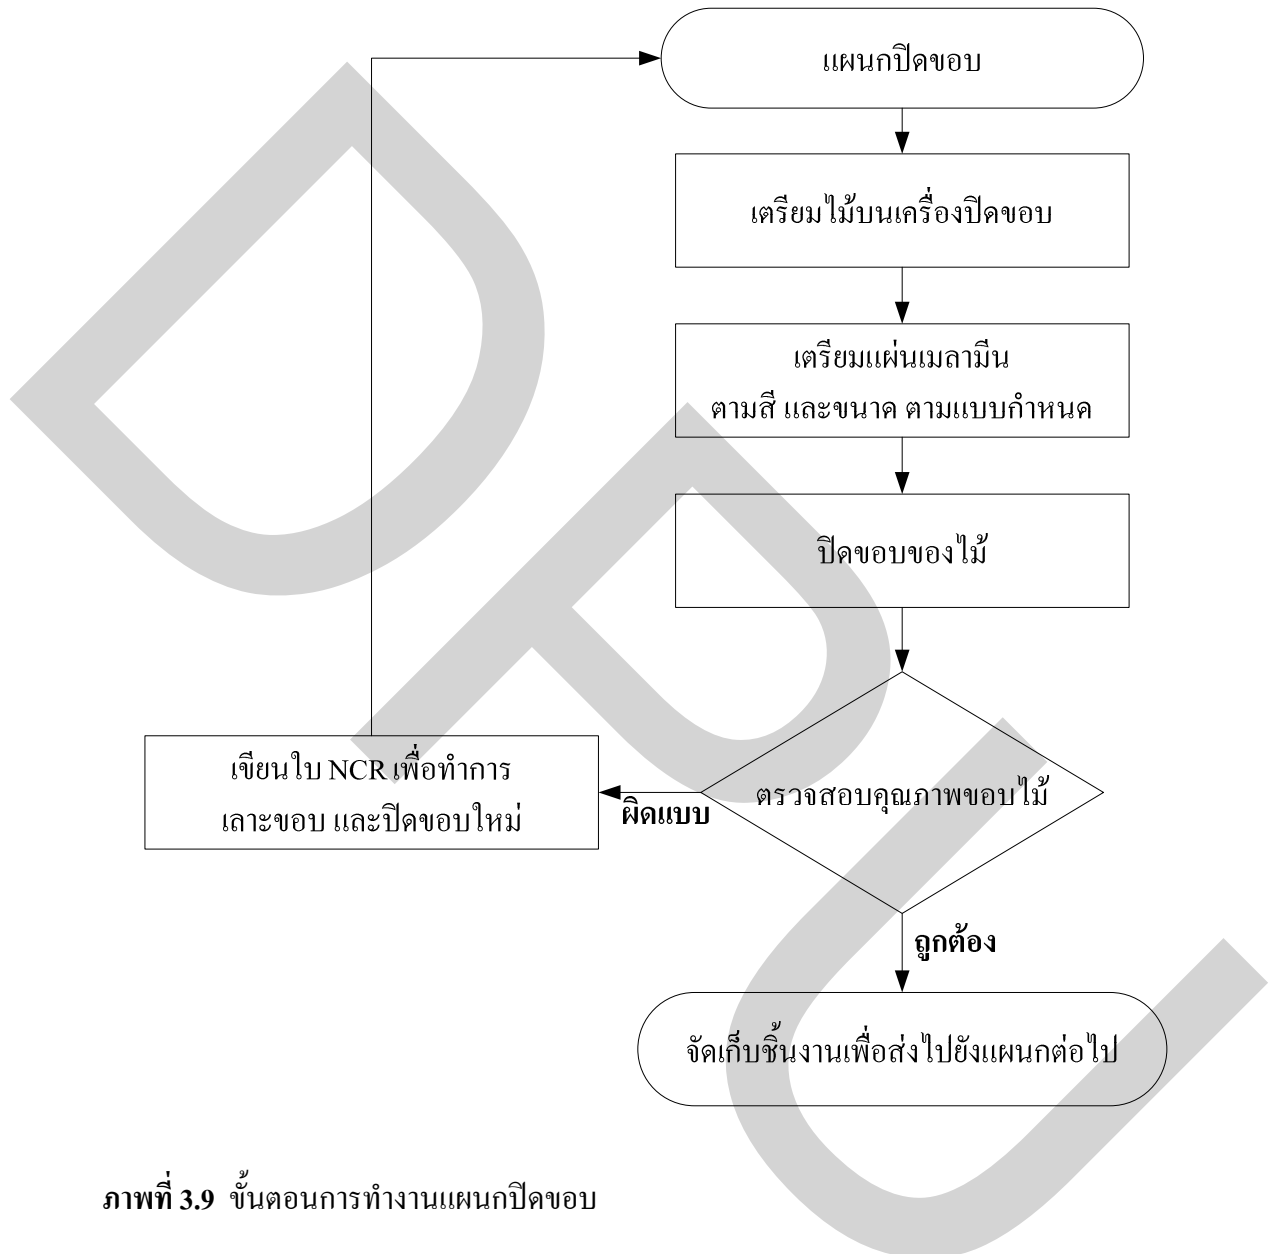 แผนกปิดขอบ
เตรียมไม้บนเครื่องปิดขอบ
เตรียมแผ่นเมลามีน
ตามสี และขนาด ตามแบบกำหนด
ปิดขอบของไม้
ตรวจสอบคุณภาพขอบไม้
ผิดแบบ
เขียนใบ NCR เพื่อทำการ
เลาะขอบ และปิดขอบใหม่
ถูกต้อง
จัดเก็บชิ้นงานเพื่อส่งไปยังแผนกต่อไป
ภาพที่ 3.9 ขั้นตอนการทำงานแผนกปิดขอบ
DPU